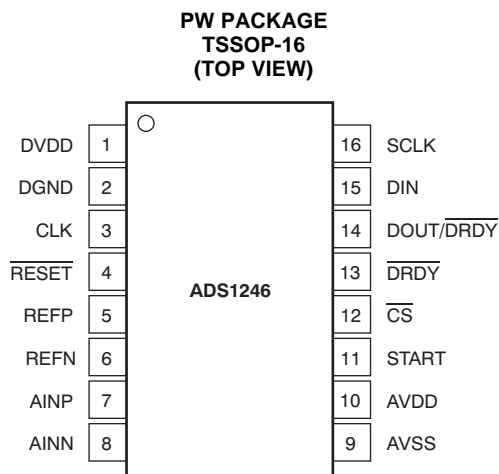 PW PACKAGE
TSSOP-16
(TOP VIEW)
DVDD 1 16 SCLK
DGND 2 15 DIN
CLK 3 14 DOUT/DRDY
RESET 4 13 DRDY
ADS1246
REFP 5 12 CS
REFN 6 11 START
AINP 7 10 AVDD
AINN 8 9 AVSS